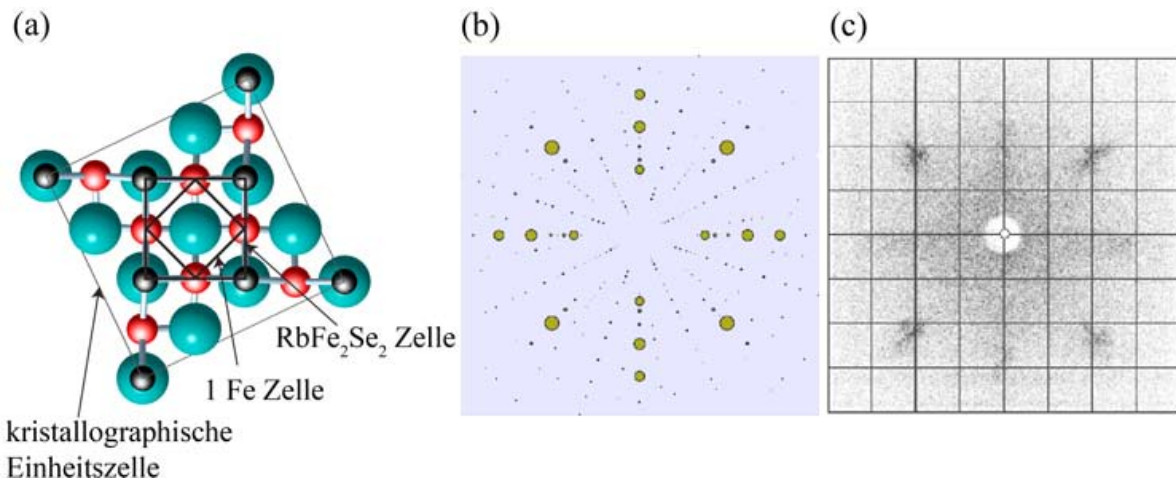 (a)
(b)
(c)
RbFe₂Se₂ Zelle
1 Fe Zelle
kristallographische
Einheitszelle